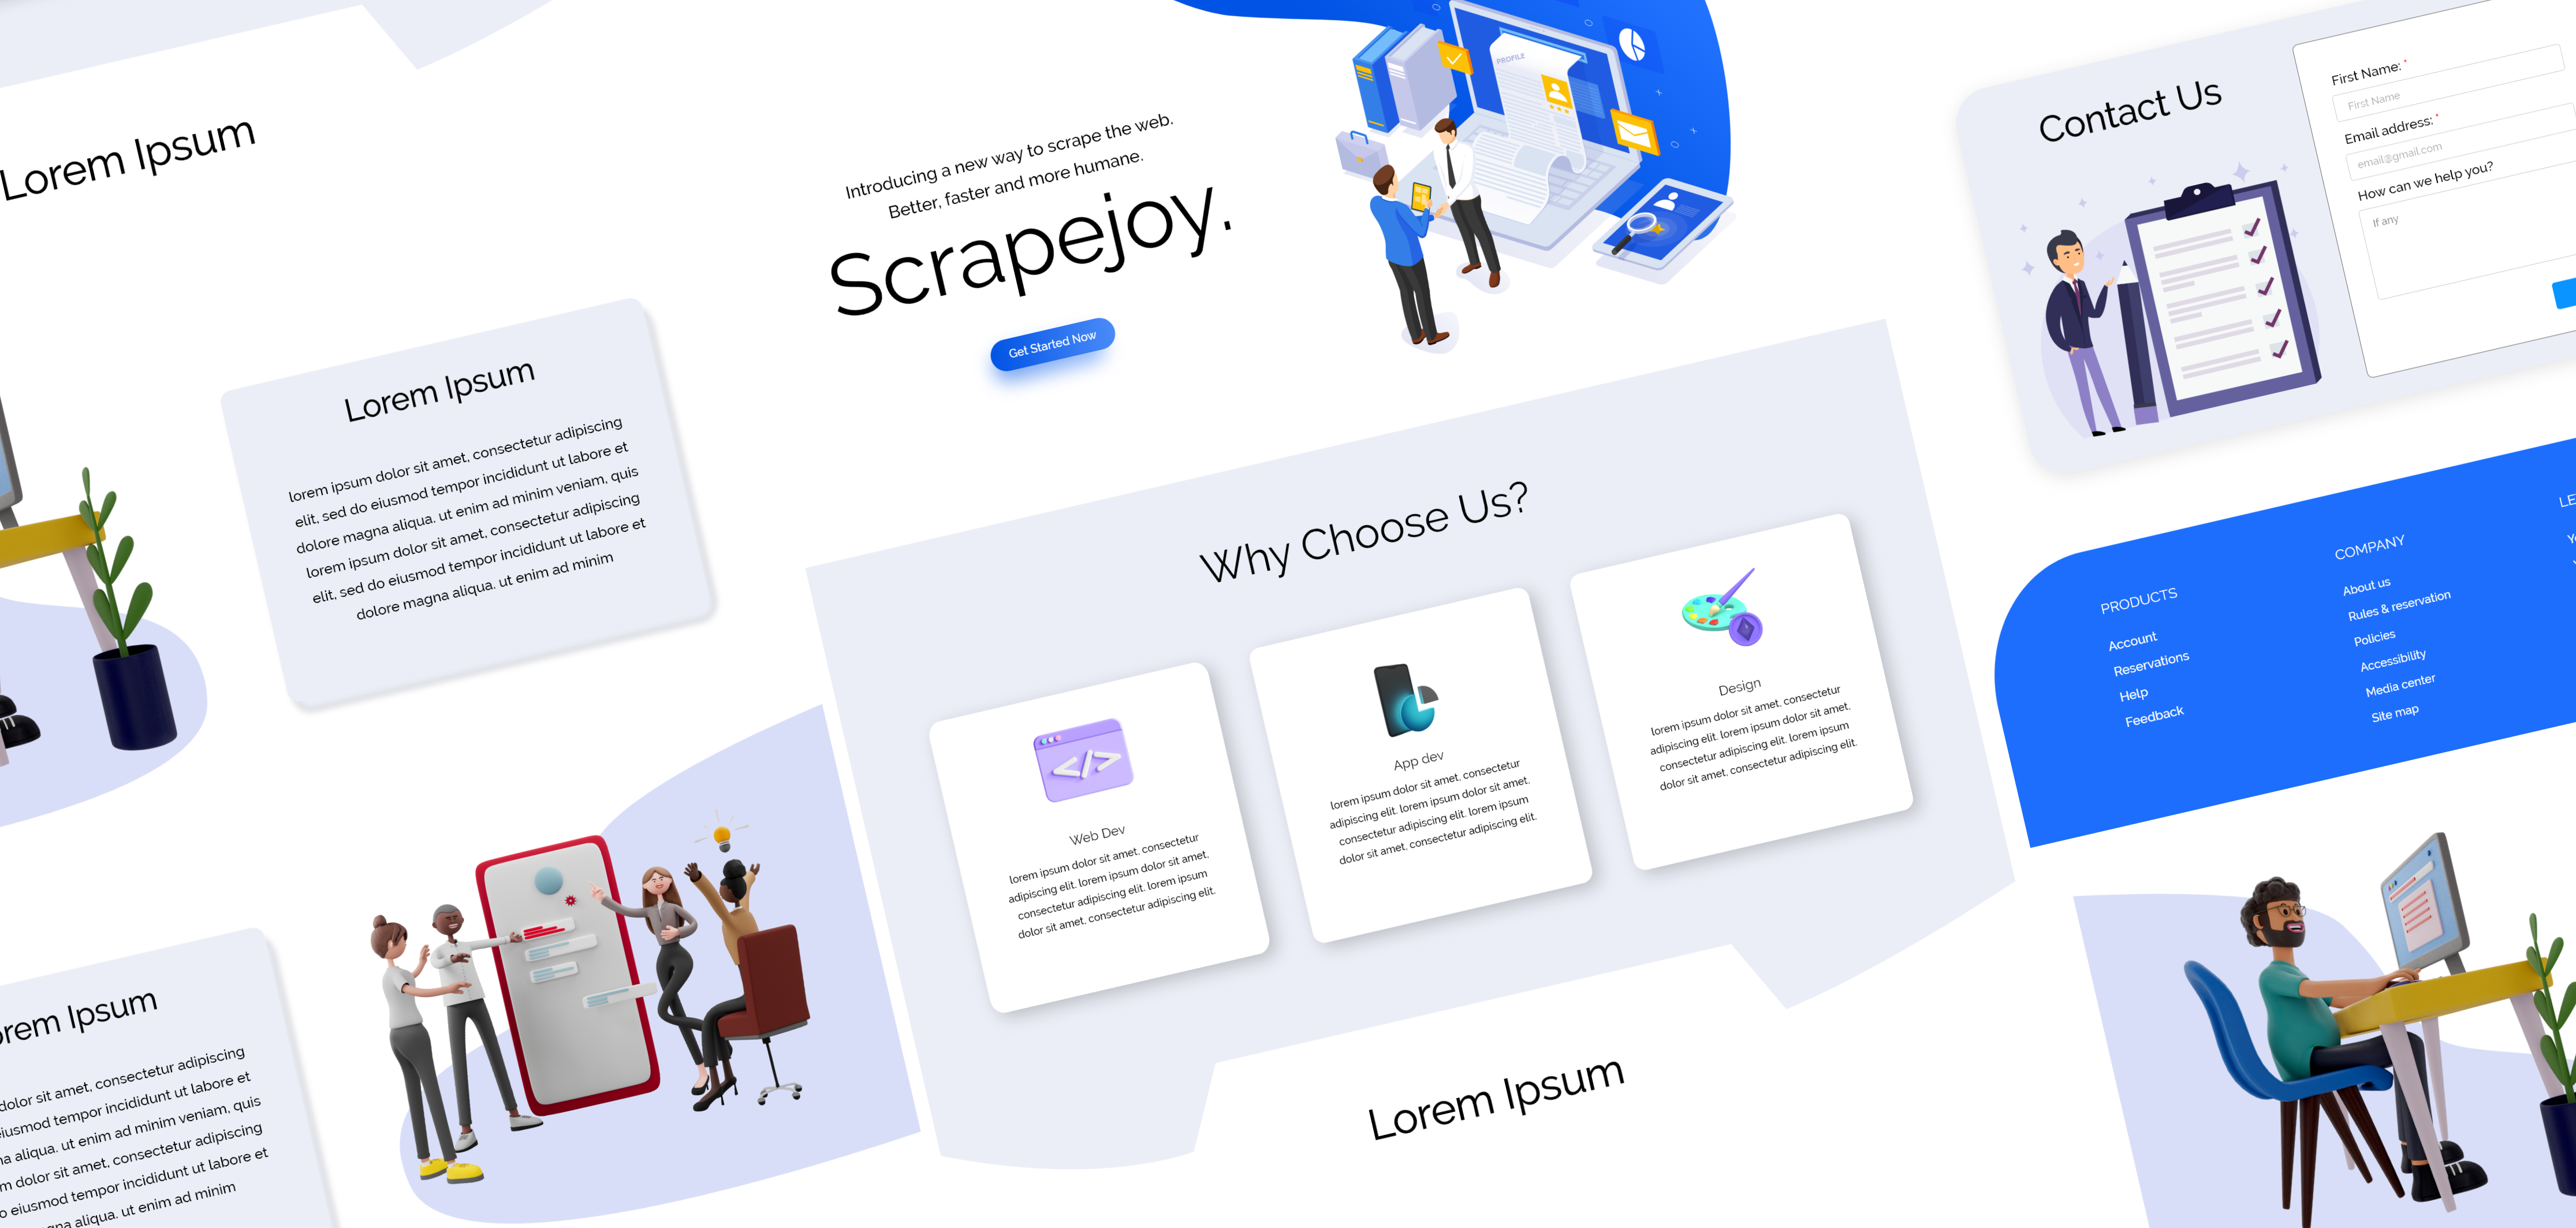 Lorem Ipsum
Lorem Ipsum
lorem ipsum dolor sit amet, consectetur adipiscing
elit, sed do eiusmod tempor incididunt ut labore et
dolore magna aliqua. ut enim ad minim veniam, quis
lorem ipsum dolor sit amet, consectetur adipiscing
elit, sed do eiusmod tempor incididunt ut labore et
dolore magna aliqua. ut enim ad minim
Ipsum
dolor sit amet, consectetur adipiscing
eiusmod tempor incididunt ut labore et
aliqua. ut enim ad minim veniam, quis
dolor sit amet, consectetur adipiscing
eiusmod tempor incididunt ut labore et
aliqua. ut enim ad minim
Introducing a new way to scrape the web.
Better, faster and more humane.
Scrapejoy.
Get Started Now
PROFILE
Why Choose Us?
Web Dev
lorem ipsum dolor sit amet, consectetur
adipiscing elit. lorem ipsum dolor sit amet,
consectetur adipiscing elit. lorem ipsum
dolor sit amet, consectetur adipiscing elit.
App dev
lorem ipsum dolor sit amet, consectetur
adipiscing elit. lorem ipsum dolor sit amet,
consectetur adipiscing elit. lorem ipsum
dolor sit amet, consectetur adipiscing elit.
Design
lorem ipsum dolor sit amet, consectetur
adipiscing elit. lorem ipsum dolor sit amet,
consectetur adipiscing elit. lorem ipsum
dolor sit amet, consectetur adipiscing elit.
Lorem Ipsum
Contact Us
First Name: *
First Name
Email address: *
email@gmail.com
How can we help you?
If any
PRODUCTS
Account
Reservations
Help
Feedback
COMPANY
About us
Rules & reservation
Policies
Accessibility
Media center
Site map